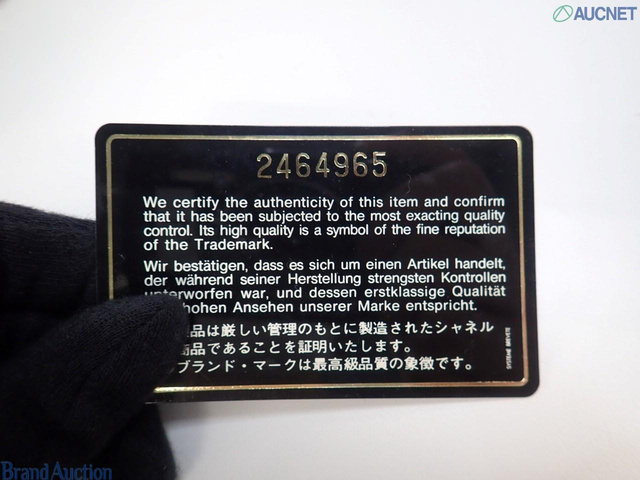 AUCNET
2464965
We certify the authenticity of this item and confirm
that it has been subjected to the most exacting quality
control. Its high quality is a symbol of the fine reputation
of the Trademark.
Wir bestätigen, dass es sich um einen Artikel handelt,
der während seiner Herstellung strengsten Kontrollen
unterworfen war, und dessen erstklassige Qualität
hohen Ansehen unserer Marke entspricht.
品は厳しい管理のもとに製造されたシャネル
商品であることを証明いたします。
ブランド・マークは最高級品質の象徴です。
Brand Auction